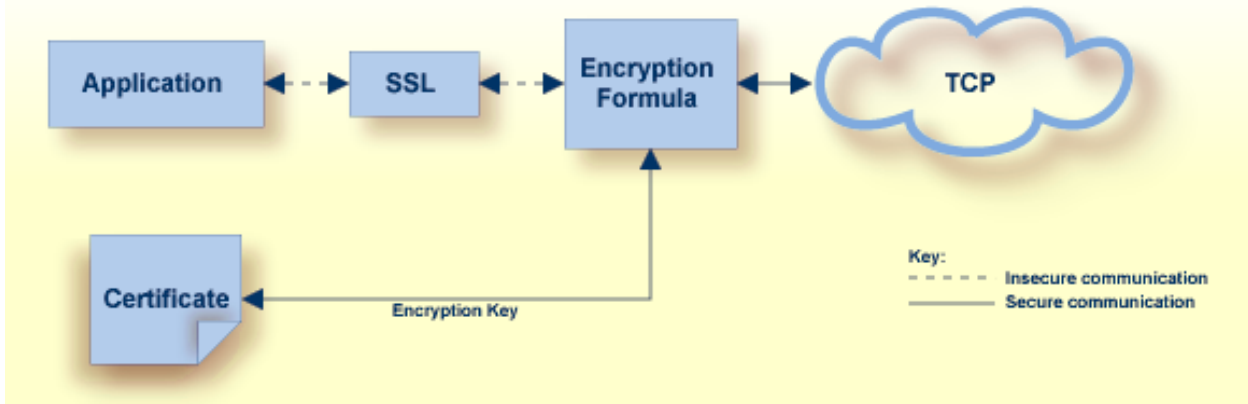 Application
SSL
Encryption
Formula
TCP
Certificate
Encryption Key
Key:
Insecure communication
Secure communication